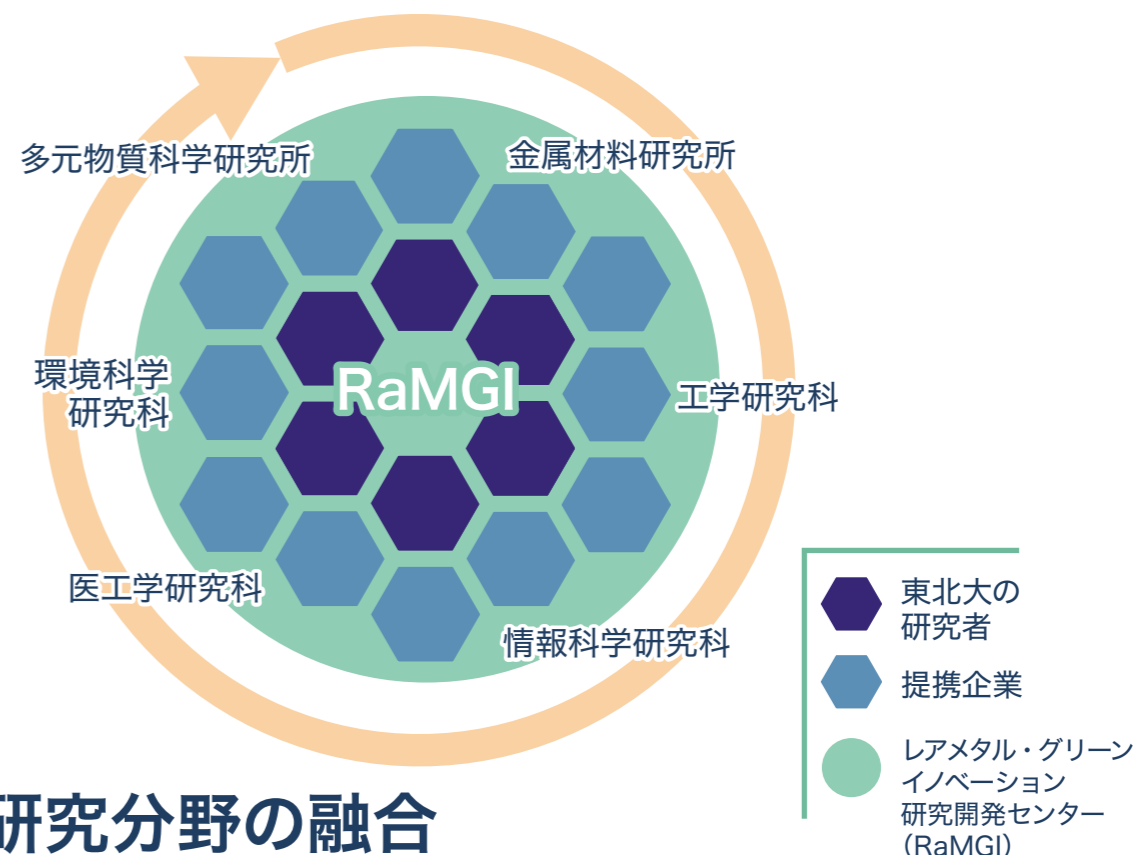 多元物質科学研究所
金属材料研究所
環境科学
研究科
RaMGI
工学研究科
医工学研究科
情報科学研究科
東北大の
研究者
提携企業
レアメタル・グリーン
イノベーション
研究開発センター
（RaMGI）
研究分野の融合